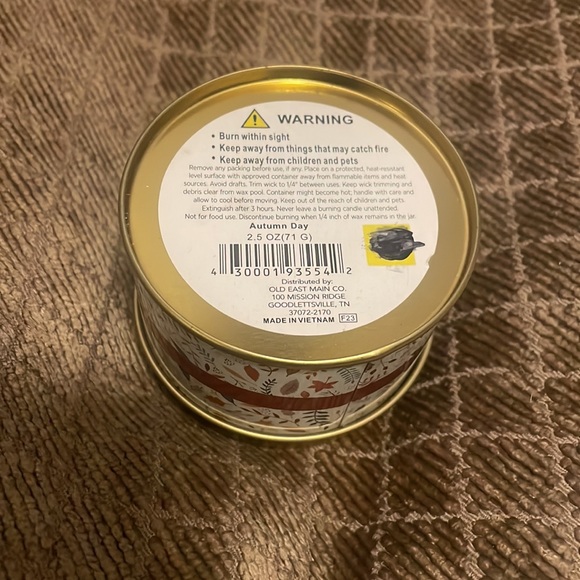 WARNING
• Burn within sight
• Keep away from things that may catch fire
• Keep away from children and pets
Remove any packing before use, if any. Place on a protected, heat-resistant
level surface with approved container away from flammable items and heat
sources. Avoid drafts. Trim wick to 1/4" between uses. Keep wick trimming and
debris clear from wax pool. Container might become hot; handle with care and
allow to cool before moving. Keep out of the reach of children and pets.
Extinguish after 3 hours. Never leave a burning candle unattended.
Not for food use. Discontinue burning when 1/4 inch of wax remains in the jar.
Autumn Day
2.5 OZ(71 G)
4 30001 93554 2
Distributed by:
OLD EAST MAIN CO.
100 MISSION RIDGE
GOODLETTSVILLE, TN
37072-2170
MADE IN VIETNAM F23